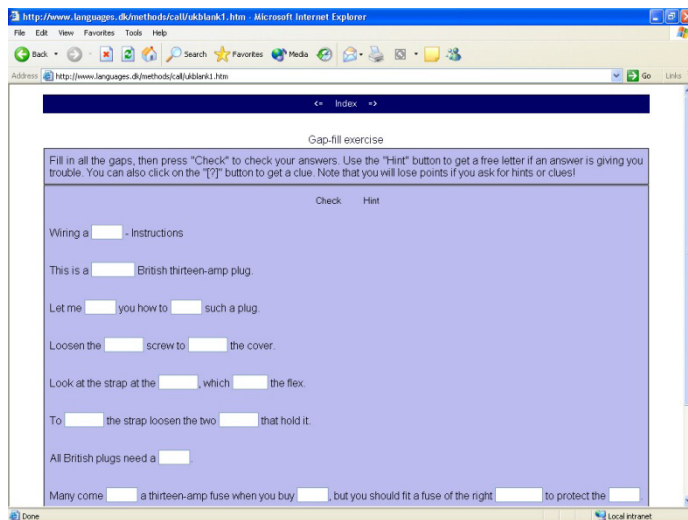 http://www.languages.dk/methods/call/ukblank1.htm - Microsoft Internet Explorer
File Edit View Favorites Tools Help
Back Search Favorites Media
Address http://www.languages.dk/methods/call/ukblank1.htm Go Links
<= Index =>
Gap-fill exercise
Fill in all the gaps, then press "Check" to check your answers. Use the "Hint" button to get a free letter if an answer is giving you
trouble. You can also click on the "[?]" button to get a clue. Note that you will lose points if you ask for hints or clues!
Check Hint
Wiring a - Instructions
This is a British thirteen-amp plug.
Let me you how to such a plug.
Loosen the screw to the cover.
Look at the strap at the , which the flex.
To the strap loosen the two that hold it.
All British plugs need a .
Many come a thirteen-amp fuse when you buy , but you should fit a fuse of the right to protect the .
Done Local intranet